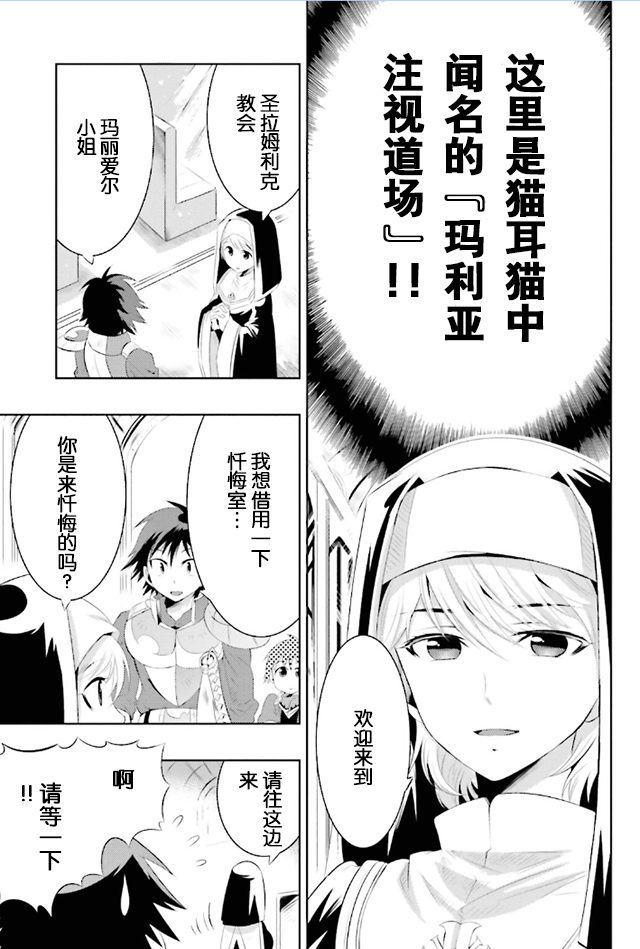 这里是猫耳猫中
闻名的『玛利亚
注视道场』!!
欢迎来到
圣拉姆利克
教会
玛丽爱尔
小姐
我想借用一下
忏悔室…
你是来忏悔的吗？
请往这边
来
啊
请等一下
!!